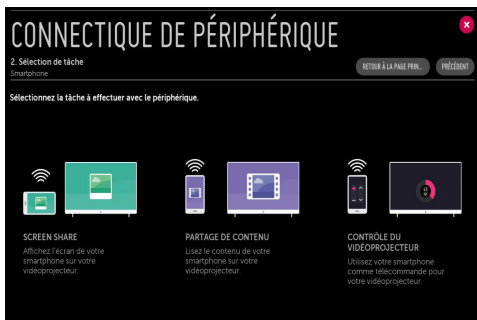 CONNECTIQUE DE PÉRIPHÉRIQUE
2. Sélection de tâche
Smartphone
RETOUR À LA PAGE PRIN...
PRÉCÉDENT
Sélectionnez la tâche à effectuer avec le périphérique.
SCREEN SHARE
Affichez l'écran de votre
smartphone sur votre
vidéoprojecteur.
PARTAGE DE CONTENU
Lisez le contenu de votre
smartphone sur votre
vidéoprojecteur.
CONTRÔLE DU
VIDÉOPROJECTEUR
Utilisez votre smartphone
comme télécommande pour
votre vidéoprojecteur.